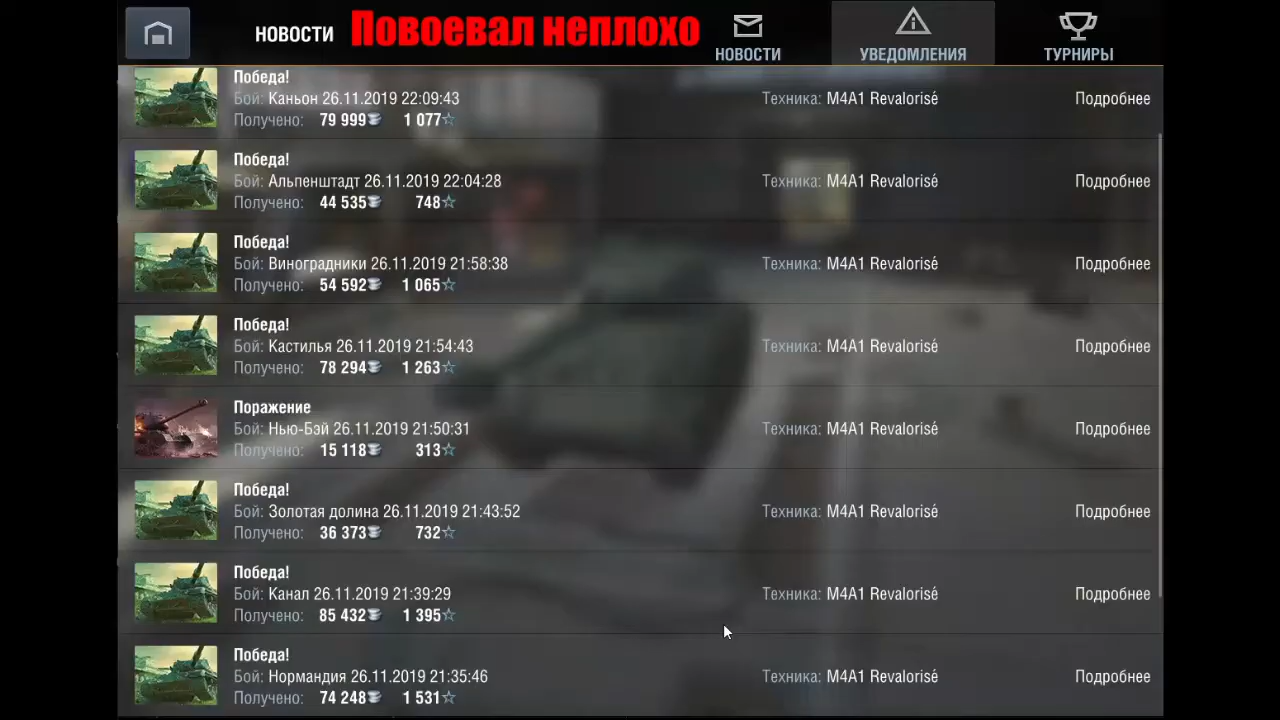 НОВОСТИ Повоевал неплохо НОВОСТИ УВЕДОМЛЕНИЯ ТУРНИРЫ
Победа!
Бой: Каньон 26.11.2019 22:09:43 Техника: M4A1 Revalorisé Подробнее
Получено: 79 999 1 077
Победа!
Бой: Альпенштадт 26.11.2019 22:04:28 Техника: M4A1 Revalorisé Подробнее
Получено: 44 535 748
Победа!
Бой: Виноградники 26.11.2019 21:58:38 Техника: M4A1 Revalorisé Подробнее
Получено: 54 592 1 065
Победа!
Бой: Кастилья 26.11.2019 21:54:43 Техника: M4A1 Revalorisé Подробнее
Получено: 78 294 1 263
Поражение
Бой: Нью-Бэй 26.11.2019 21:50:31 Техника: M4A1 Revalorisé Подробнее
Получено: 15 118 313
Победа!
Бой: Золотая долина 26.11.2019 21:43:52 Техника: M4A1 Revalorisé Подробнее
Получено: 36 373 732
Победа!
Бой: Канал 26.11.2019 21:39:29 Техника: M4A1 Revalorisé Подробнее
Получено: 85 432 1 395
Победа!
Бой: Нормандия 26.11.2019 21:35:46 Техника: M4A1 Revalorisé Подробнее
Получено: 74 248 1 531